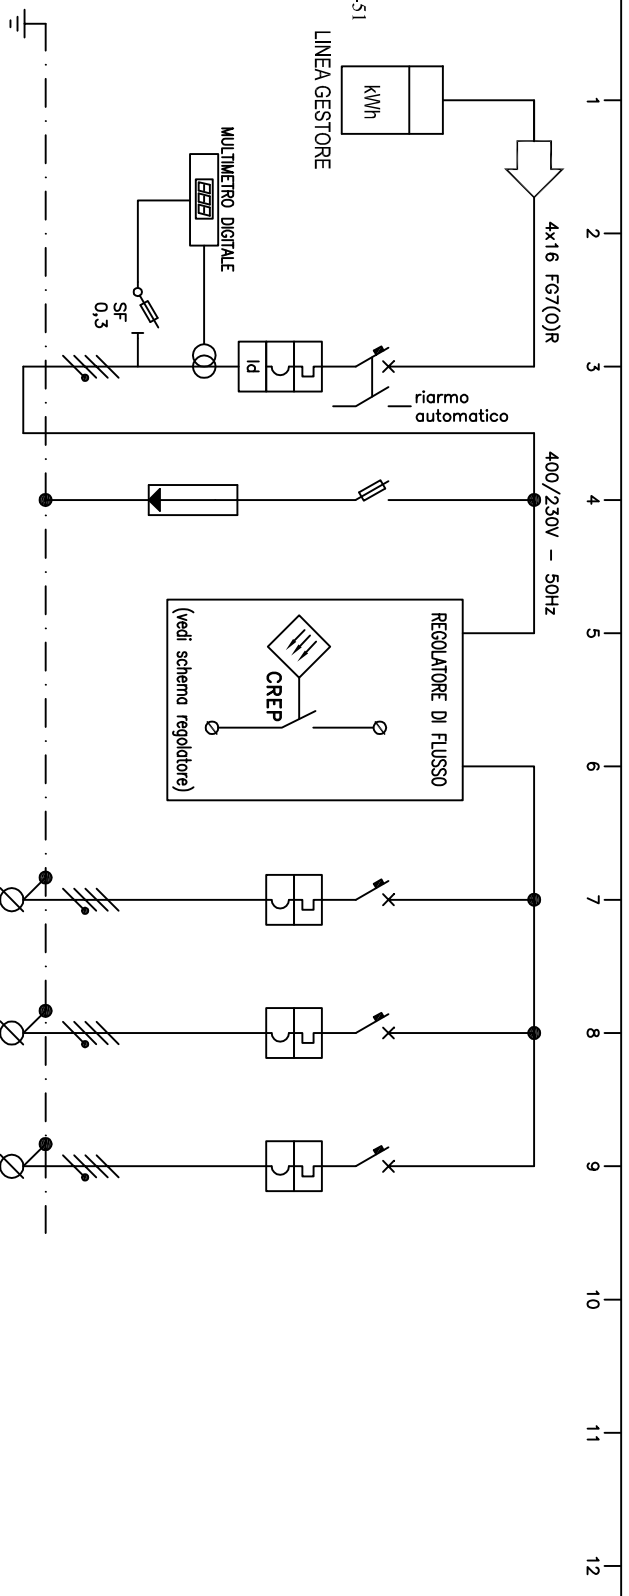 1
2
3
4
5
6
7
8
9
10
11
12
-51
LINEA GESTORE
kWh
4x16 FG7(O)R
MULTIMETRO DIGITALE
888
SF
0,3
Id
riarmo
automatico
400/230V - 50Hz
REGOLATORE DI FLUSSO
CREP
(vedi schema regolatore)